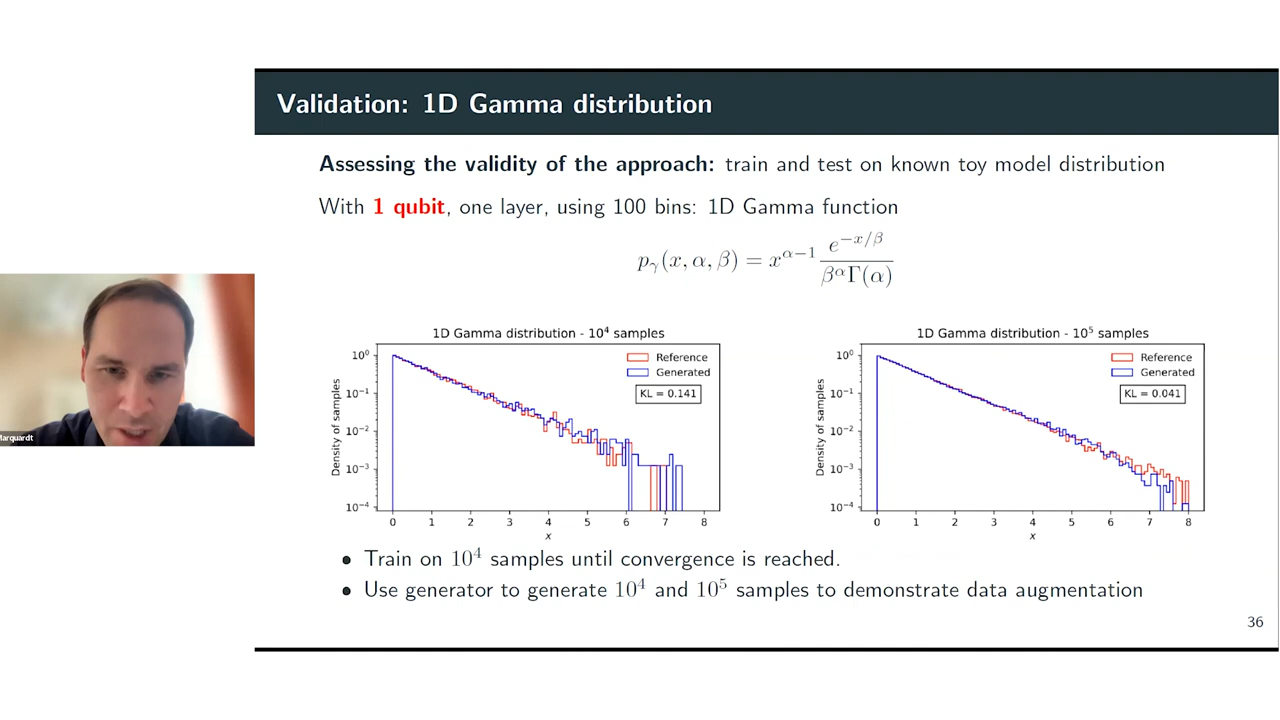 Validation: 1D Gamma distribution
Assessing the validity of the approach: train and test on known toy model distribution
With 1 qubit, one layer, using 100 bins: 1D Gamma function
p_γ(x, α, β) = x^{α−1} e^{−x/β} / β^αΓ(α)
1D Gamma distribution - 10⁴ samples
Reference
Generated
KL = 0.141
Density of samples
10⁰
10⁻¹
10⁻²
10⁻³
10⁻⁴
0 1 2 3 4 5 6 7 8
x
1D Gamma distribution - 10⁵ samples
Reference
Generated
KL = 0.041
Density of samples
10⁰
10⁻¹
10⁻²
10⁻³
10⁻⁴
0 1 2 3 4 5 6 7 8
x
• Train on 10⁴ samples until convergence is reached.
• Use generator to generate 10⁴ and 10⁵ samples to demonstrate data augmentation
36
Marquardt